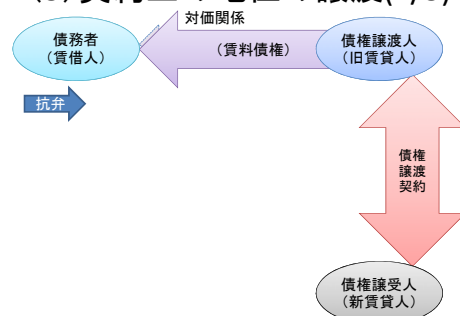 対価関係
債務者
（賃借人）
（賃料債権）
債権譲渡人
（旧賃貸人）
抗弁
債権
譲渡
契約
債権譲受人
（新賃貸人）